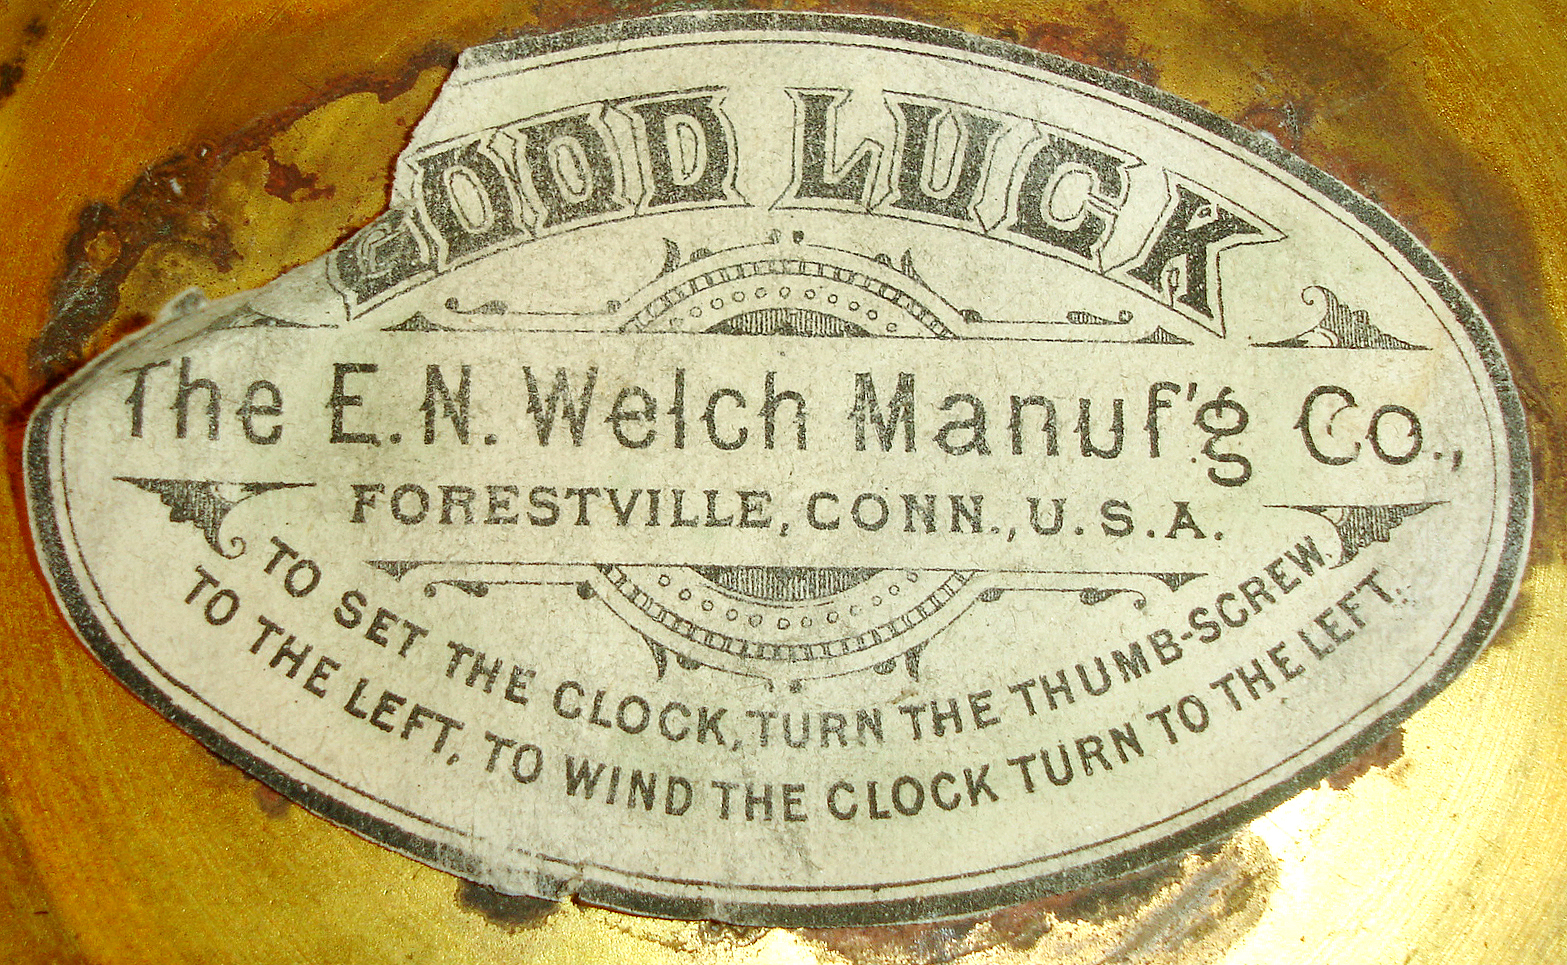 GOOD LUCK
The E. N. Welch Manuf'g Co.,
FORESTVILLE, CONN., U. S. A.
TO SET THE CLOCK, TURN THE THUMB-SCREW.
TO THE LEFT, TO WIND THE CLOCK TURN TO THE LEFT.